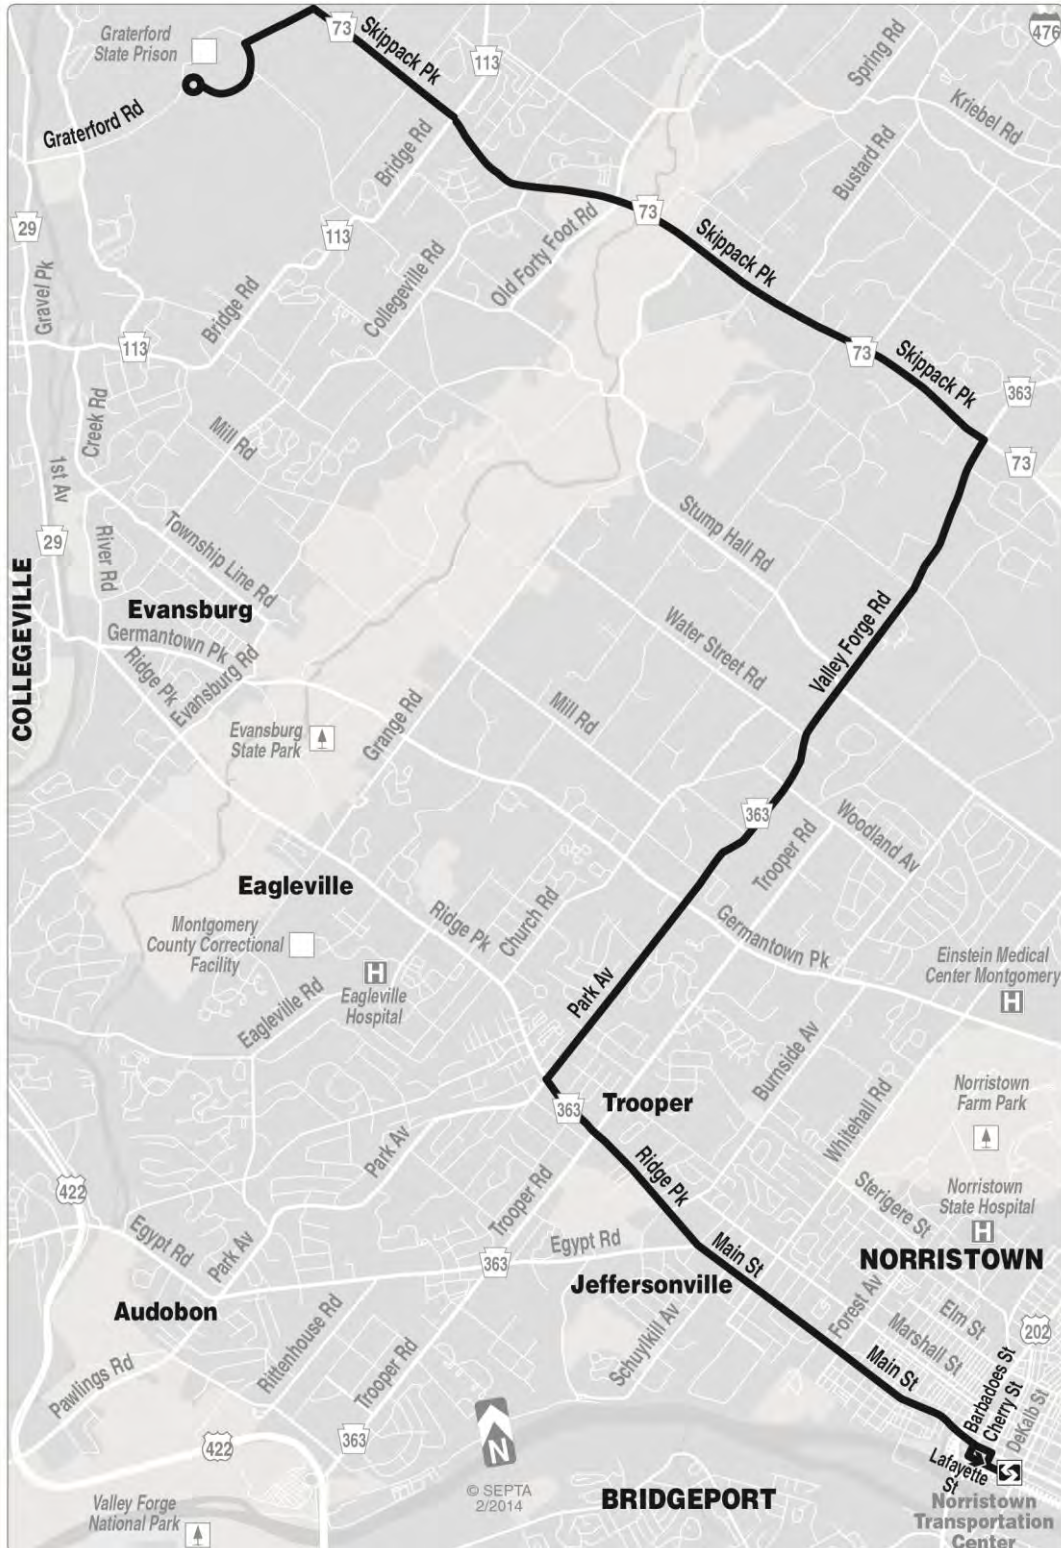 Graterford
State Prison
73
Skippack Pk
113
476
Spring Rd
Kriebel Rd
Graterford Rd
Bridge Rd
Bustard Rd
29
113
73
Skippack Pk
Old Forty Foot Rd
Collegeville Rd
Gravel Pk
Bridge Rd
113
73
Skippack Pk
363
Creek Rd
Mill Rd
73
1st Av
29
River Rd
Township Line Rd
Stump Hall Rd
COLLEGEVILLE
Evansburg
Germantown Pk
Ridge Pk
Evansburg Rd
Water Street Rd
Valley Forge Rd
Evansburg
State Park
Grange Rd
Mill Rd
363
Trooper Rd
Woodland Av
Eagleville
Ridge Pk
Church Rd
Germantown Pk
Montgomery
County Correctional
Facility
H
Eagleville
Hospital
Eagleville Rd
Park Av
Einstein Medical
Center Montgomery
H
Burnside Av
363
Trooper
Norristown
Farm Park
Whitehall Rd
Park Av
Ridge Pk
Trooper Rd
Sterigere St
Norristown
State Hospital
H
422
Egypt Rd
Park Av
363
Egypt Rd
Main St
NORRISTOWN
Jeffersonville
Audobon
Forest Av
Elm St
Marshall St
202
Rittenhouse Rd
Trooper Rd
Schuylkill Av
Main St
Pawlings Rd
Barbadoes St
Cherry St
DeKalb St
422
363
N
© SEPTA
2/2014
Lafayette
St
BRIDGEPORT
Norristown
Transportation
Center
Valley Forge
National Park